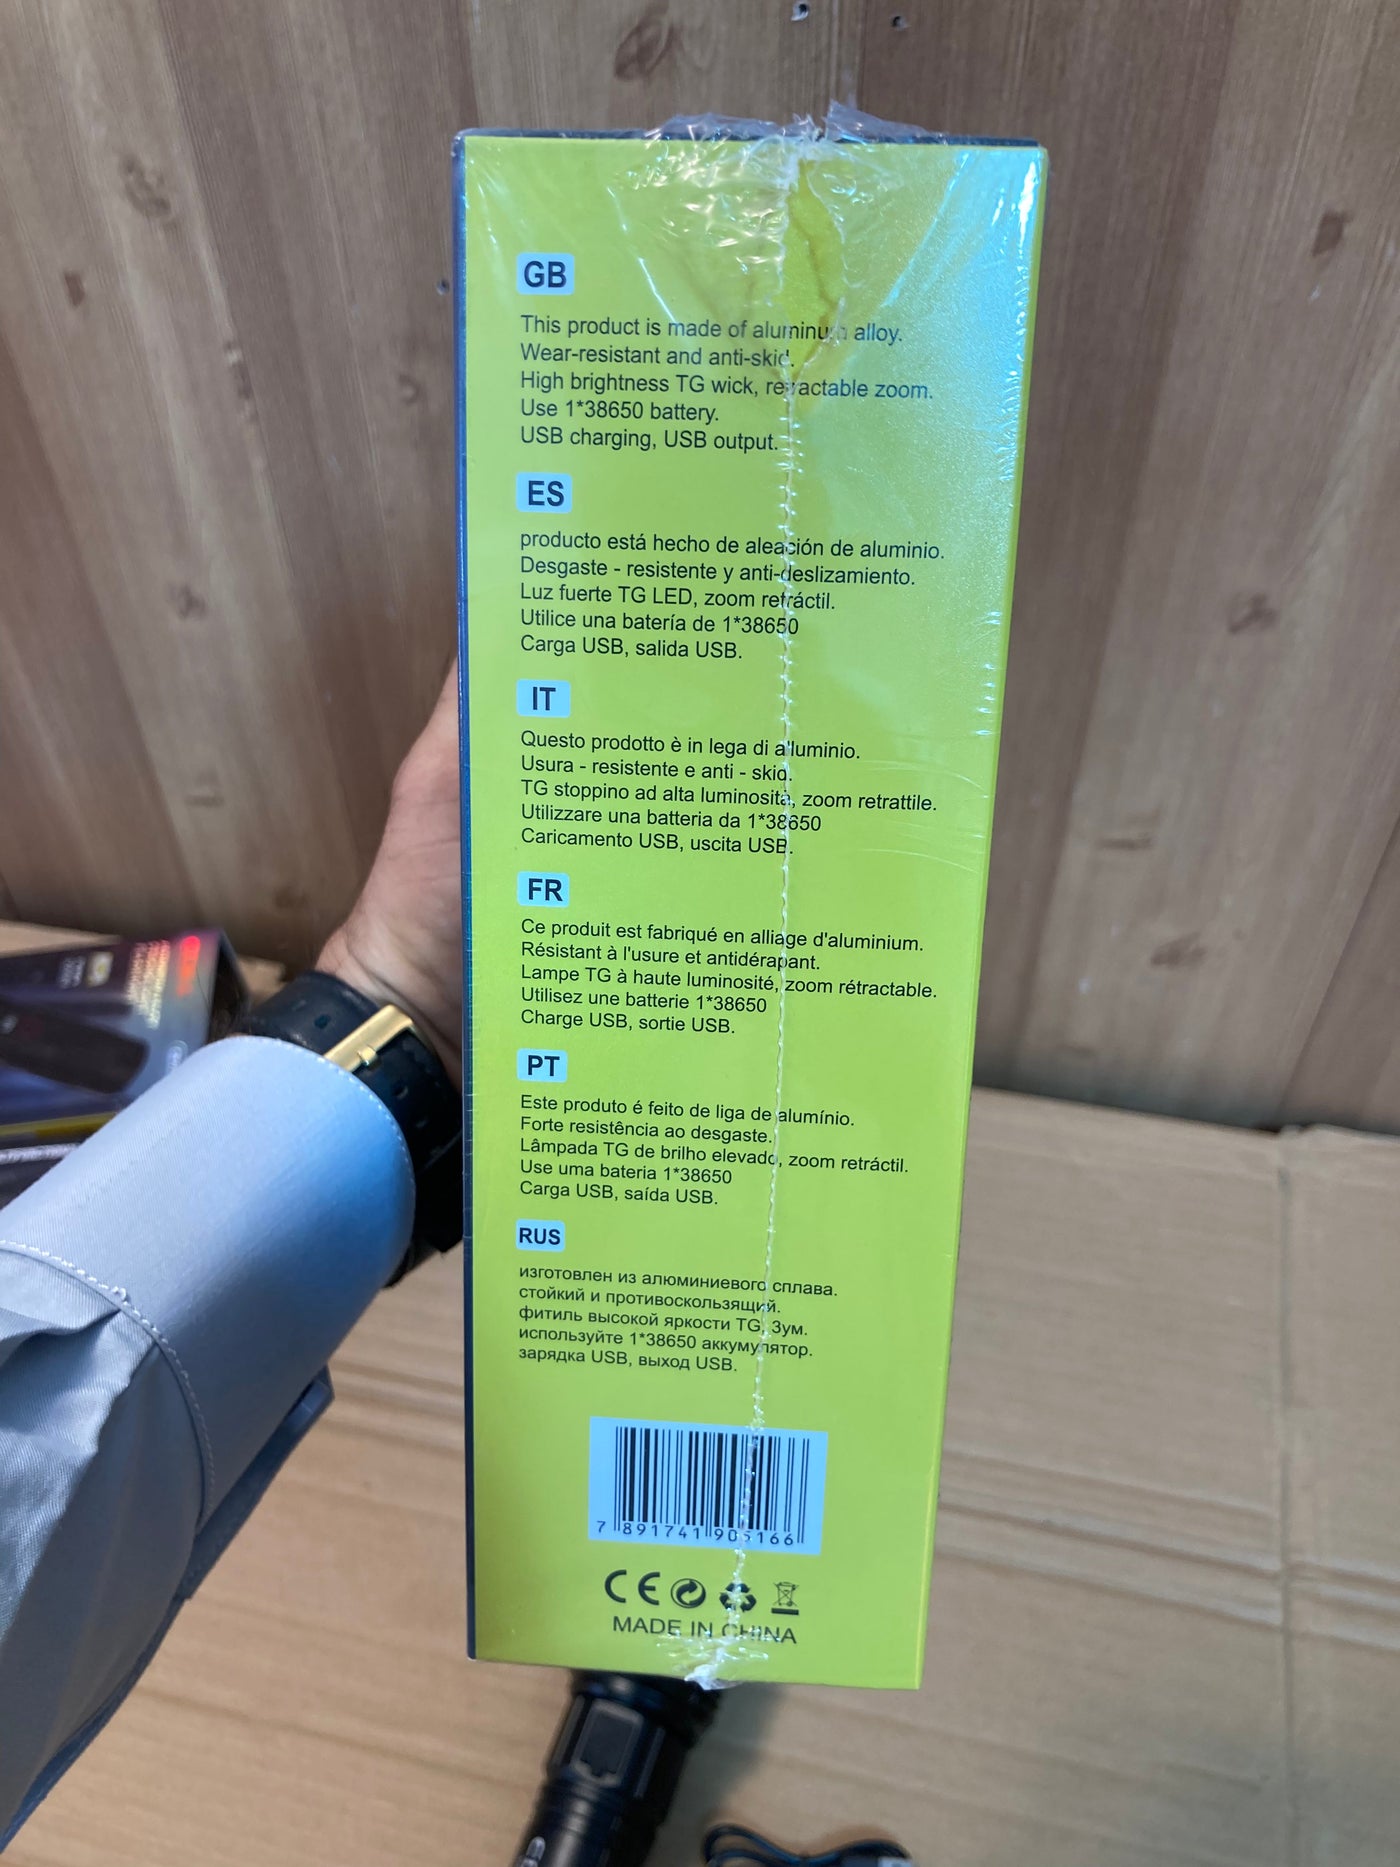 GB
This product is made of aluminum alloy.
Wear-resistant and anti-skid.
High brightness TG wick, retractable zoom.
Use 1*38650 battery.
USB charging, USB output.
ES
producto está hecho de aleación de aluminio.
Desgaste - resistente y anti-deslizamiento.
Luz fuerte TG LED, zoom retráctil.
Utilice una batería de 1*38650
Carga USB, salida USB.
IT
Questo prodotto è in lega di alluminio.
Usura - resistente e anti - skid.
TG stoppino ad alta luminosità, zoom retrattile.
Utilizzare una batteria da 1*38650
Caricamento USB, uscita USB.
FR
Ce produit est fabriqué en alliage d'aluminium.
Résistant à l'usure et antidérapant.
Lampe TG à haute luminosité, zoom rétractable.
Utilisez une batterie 1*38650
Charge USB, sortie USB.
PT
Este produto é feito de liga de alumínio.
Forte resistência ao desgaste.
Lâmpada TG de brilho elevado, zoom retráctil.
Use uma bateria 1*38650
Carga USB, saída USB.
RUS
изготовлен из алюминиевого сплава.
стойкий и противоскользящий.
фитиль высокой яркости TG, Зум.
используйте 1*38650 аккумулятор.
зарядка USB, выход USB.
7 891741 905166
CE
MADE IN CHINA